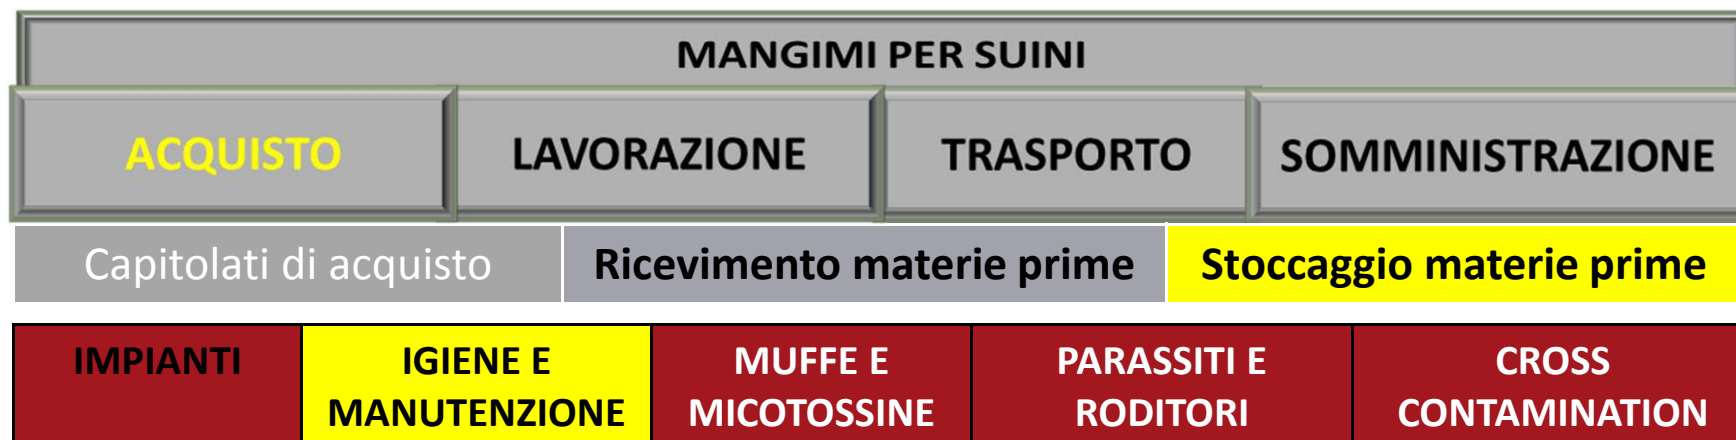 MANGIMI PER SUINI
ACQUISTO LAVORAZIONE TRASPORTO SOMMINISTRAZIONE
Capitolati di acquisto Ricevimento materie prime Stoccaggio materie prime
IMPIANTI IGIENE E MUFFE E PARASSITI E CROSS
MANUTENZIONE MICOTOSSINE RODITORI CONTAMINATION